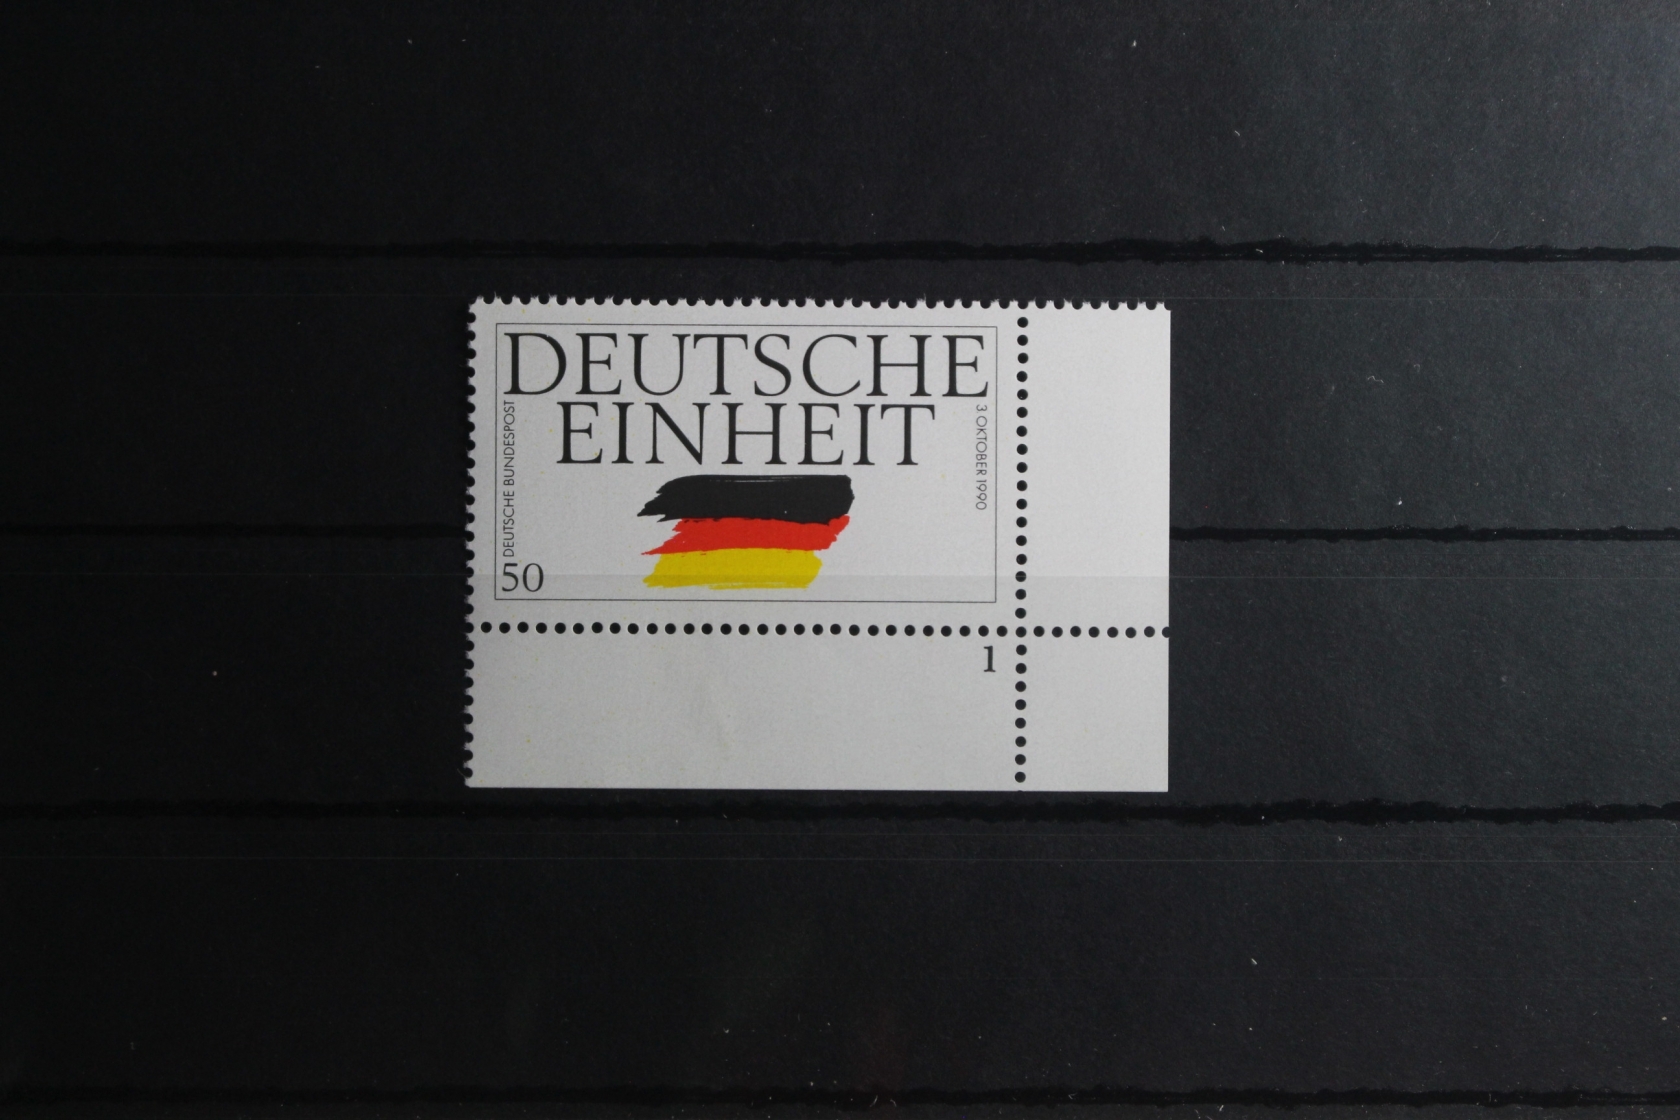 DEUTSCHE
EINHEIT
DEUTSCHE BUNDESPOST
3. OKTOBER 1990
50
1